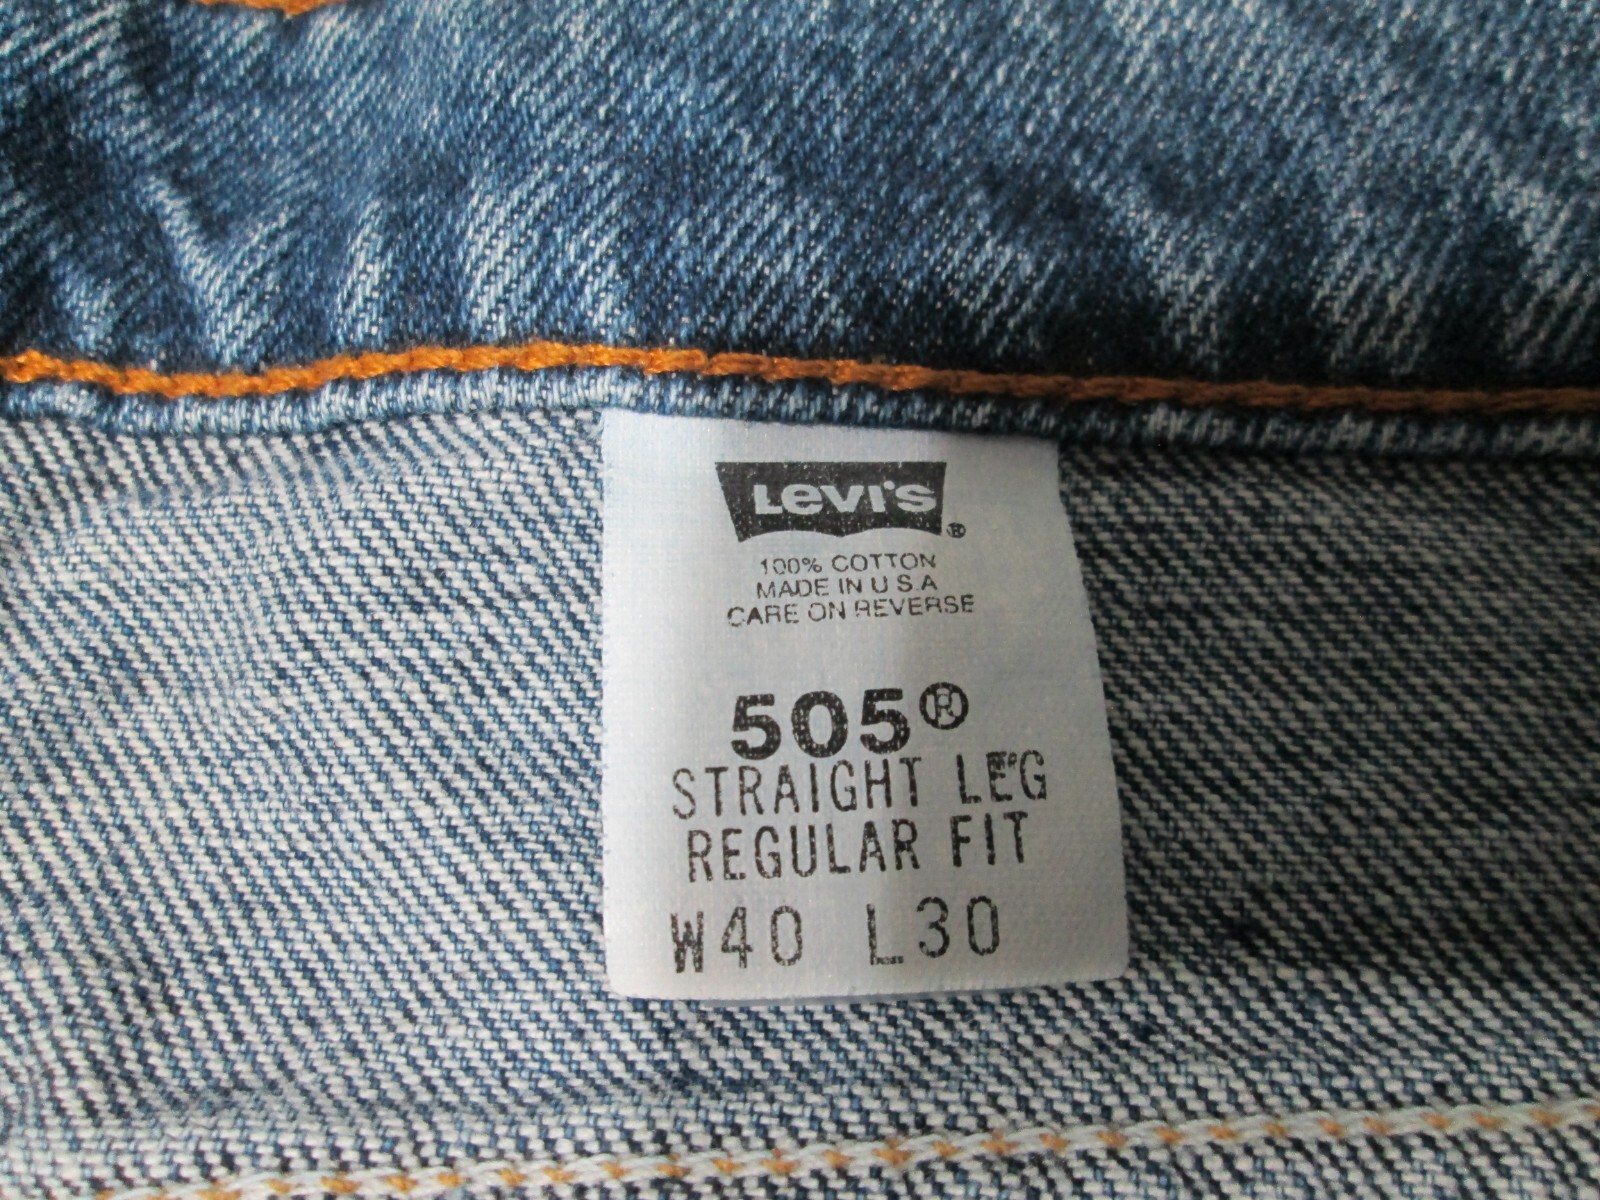 Levi's®
100% COTTON
MADE IN U.S.A
CARE ON REVERSE
505®
STRAIGHT LEG
REGULAR FIT
W40 L30